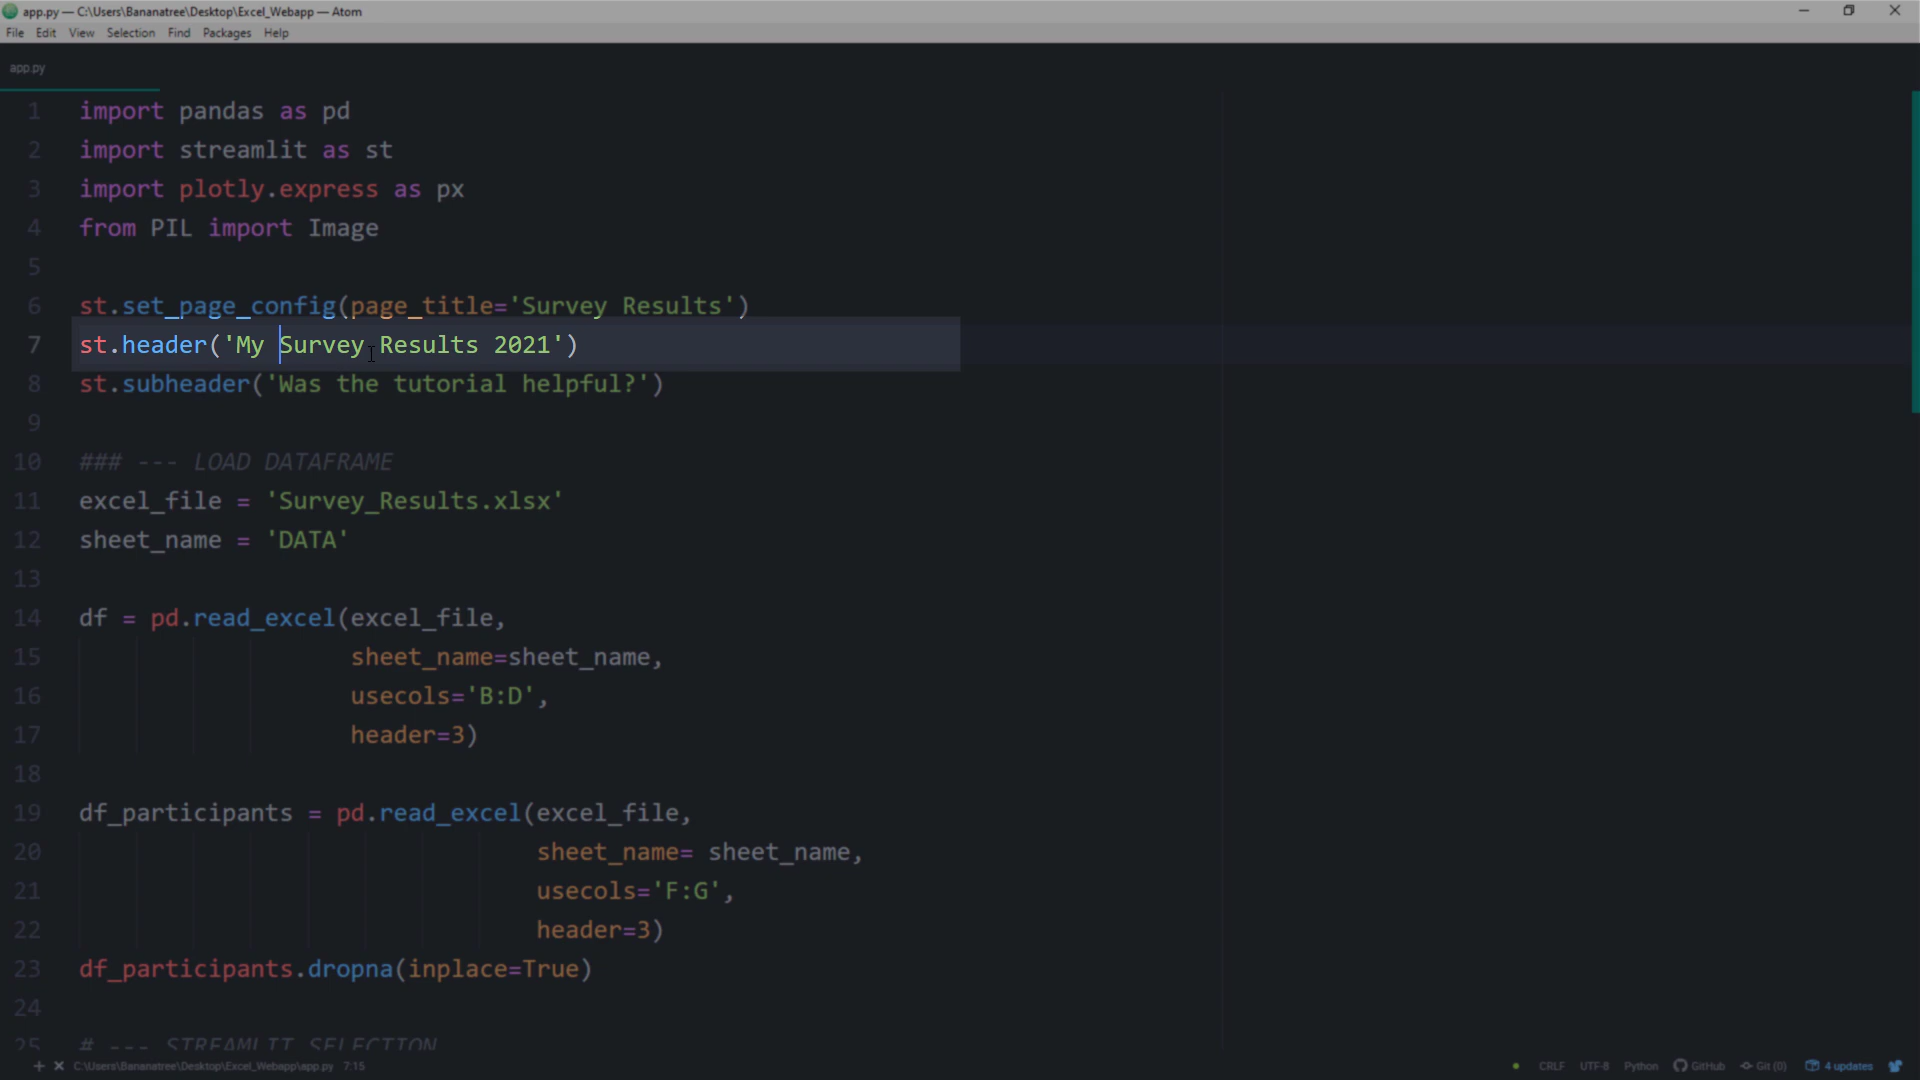 app.py — C:\Users\Bananatree\Desktop\Excel_Webapp — Atom
File Edit View Selection Find Packages Help
app.py
1 import pandas as pd
2 import streamlit as st
3 import plotly.express as px
4 from PIL import Image
5
6 st.set_page_config(page_title='Survey Results')
7 st.header('My Survey Results 2021')
8 st.subheader('Was the tutorial helpful?')
9
10 ### --- LOAD DATAFRAME
11 excel_file = 'Survey_Results.xlsx'
12 sheet_name = 'DATA'
13
14 df = pd.read_excel(excel_file,
15 sheet_name=sheet_name,
16 usecols='B:D',
17 header=3)
18
19 df_participants = pd.read_excel(excel_file,
20 sheet_name= sheet_name,
21 usecols='F:G',
22 header=3)
23 df_participants.dropna(inplace=True)
24
25 # --- STREAMLIT SELECTION
C:\Users\Bananatree\Desktop\Excel_Webapp\app.py 7:15 CRLF UTF-8 Python GitHub Git (0) 4 updates